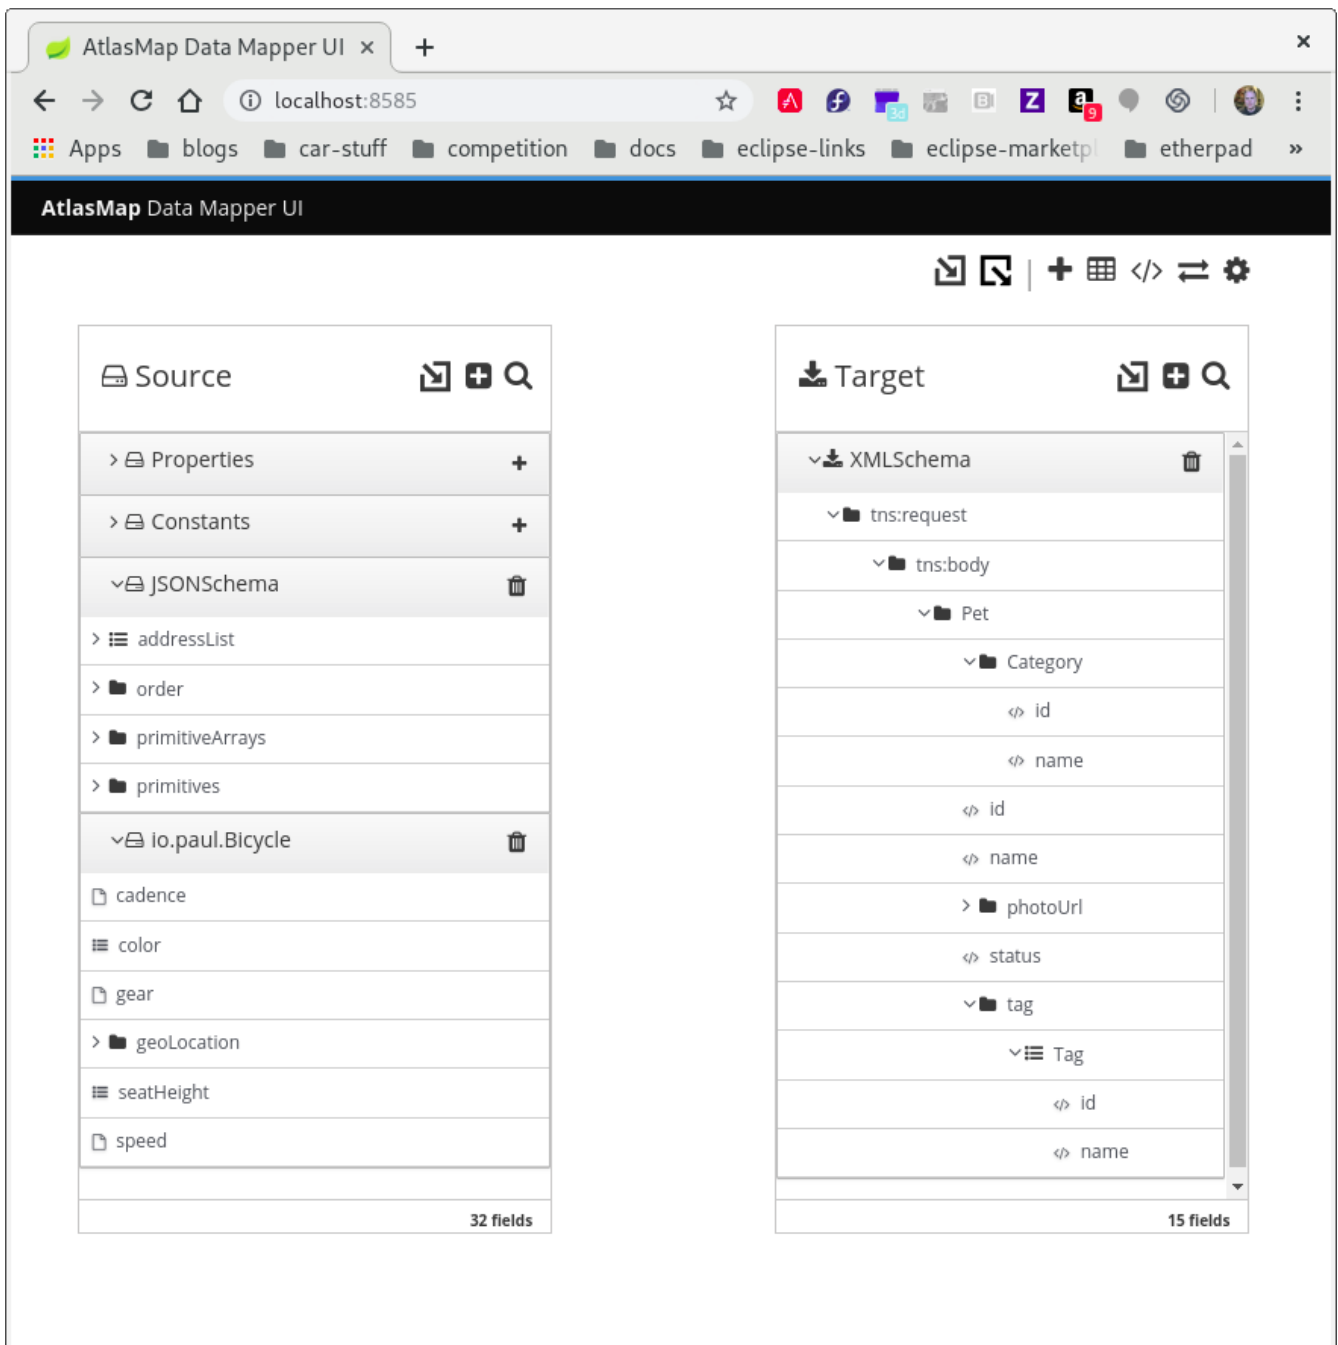 AtlasMap Data Mapper UI
localhost:8585
3d
B
Z
a
9
Apps blogs car-stuff competition docs eclipse-links eclipse-marketpl etherpad
AtlasMap Data Mapper UI
Source
Properties
Constants
JSONSchema
addressList
order
primitiveArrays
primitives
io.paul.Bicycle
cadence
color
gear
geoLocation
seatHeight
speed
32 fields
Target
XMLSchema
tns:request
tns:body
Pet
Category
id
name
id
name
photoUrl
status
tag
Tag
id
name
15 fields